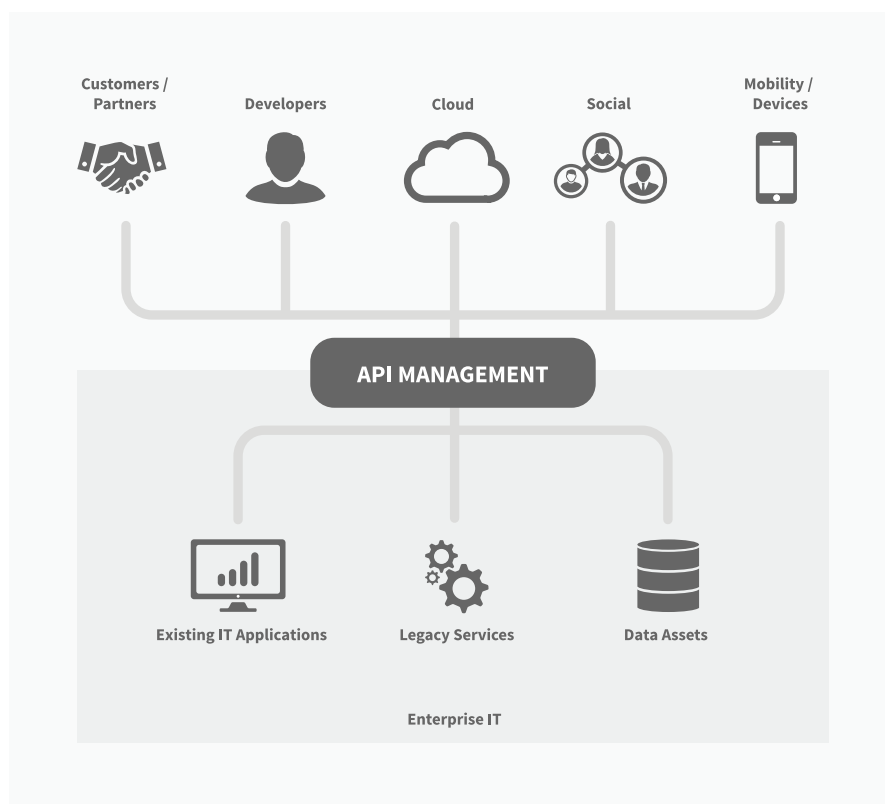 Customers /
Partners
Developers
Cloud
Social
Mobility /
Devices
API MANAGEMENT
Existing IT Applications
Legacy Services
Data Assets
Enterprise IT